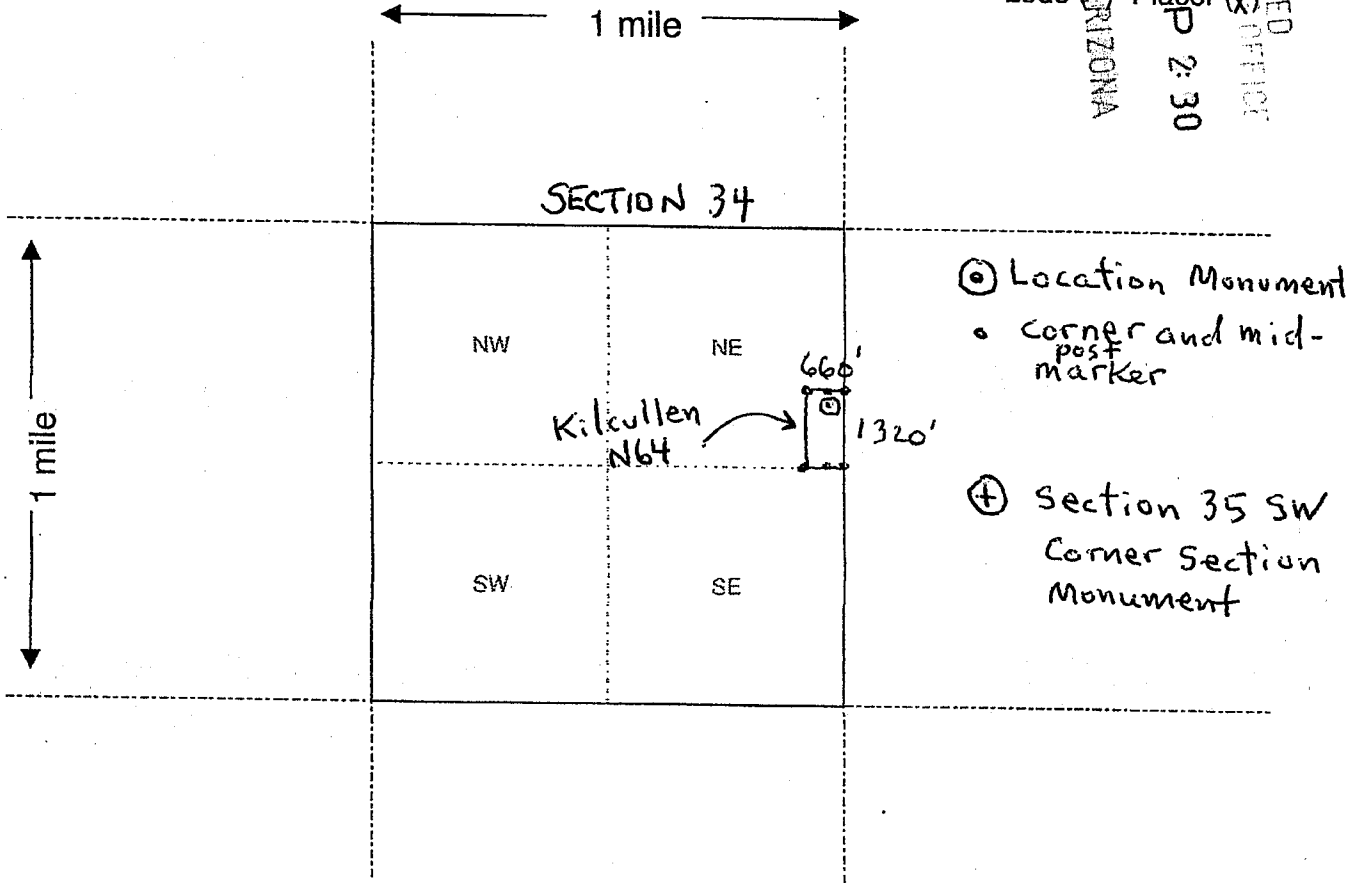 1 mile
(X)
2:30
SECTION 34
1 mile
NW
NE
SW
SE
660'
1320'
Kilcullen
N64
Location Monument
corner and mid-
post
marker
Section 35 SW
Corner Section
Monument